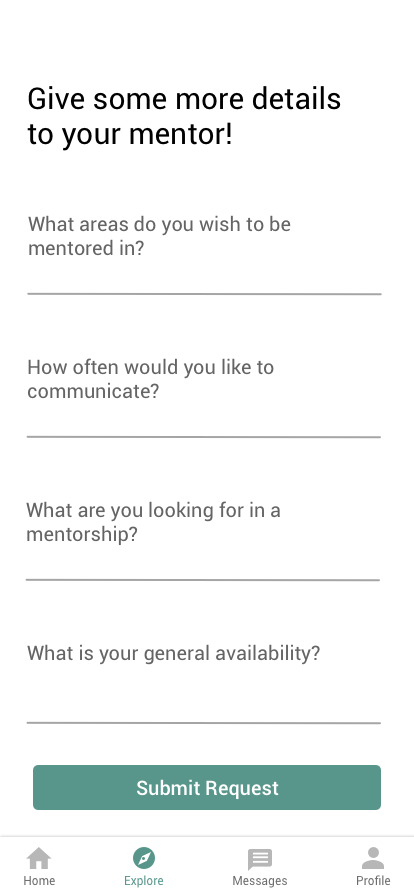 Give some more details
to your mentor!
What areas do you wish to be
mentored in?
How often would you like to
communicate?
What are you looking for in a
mentorship?
What is your general availability?
Submit Request
Home
Explore
Messages
Profile